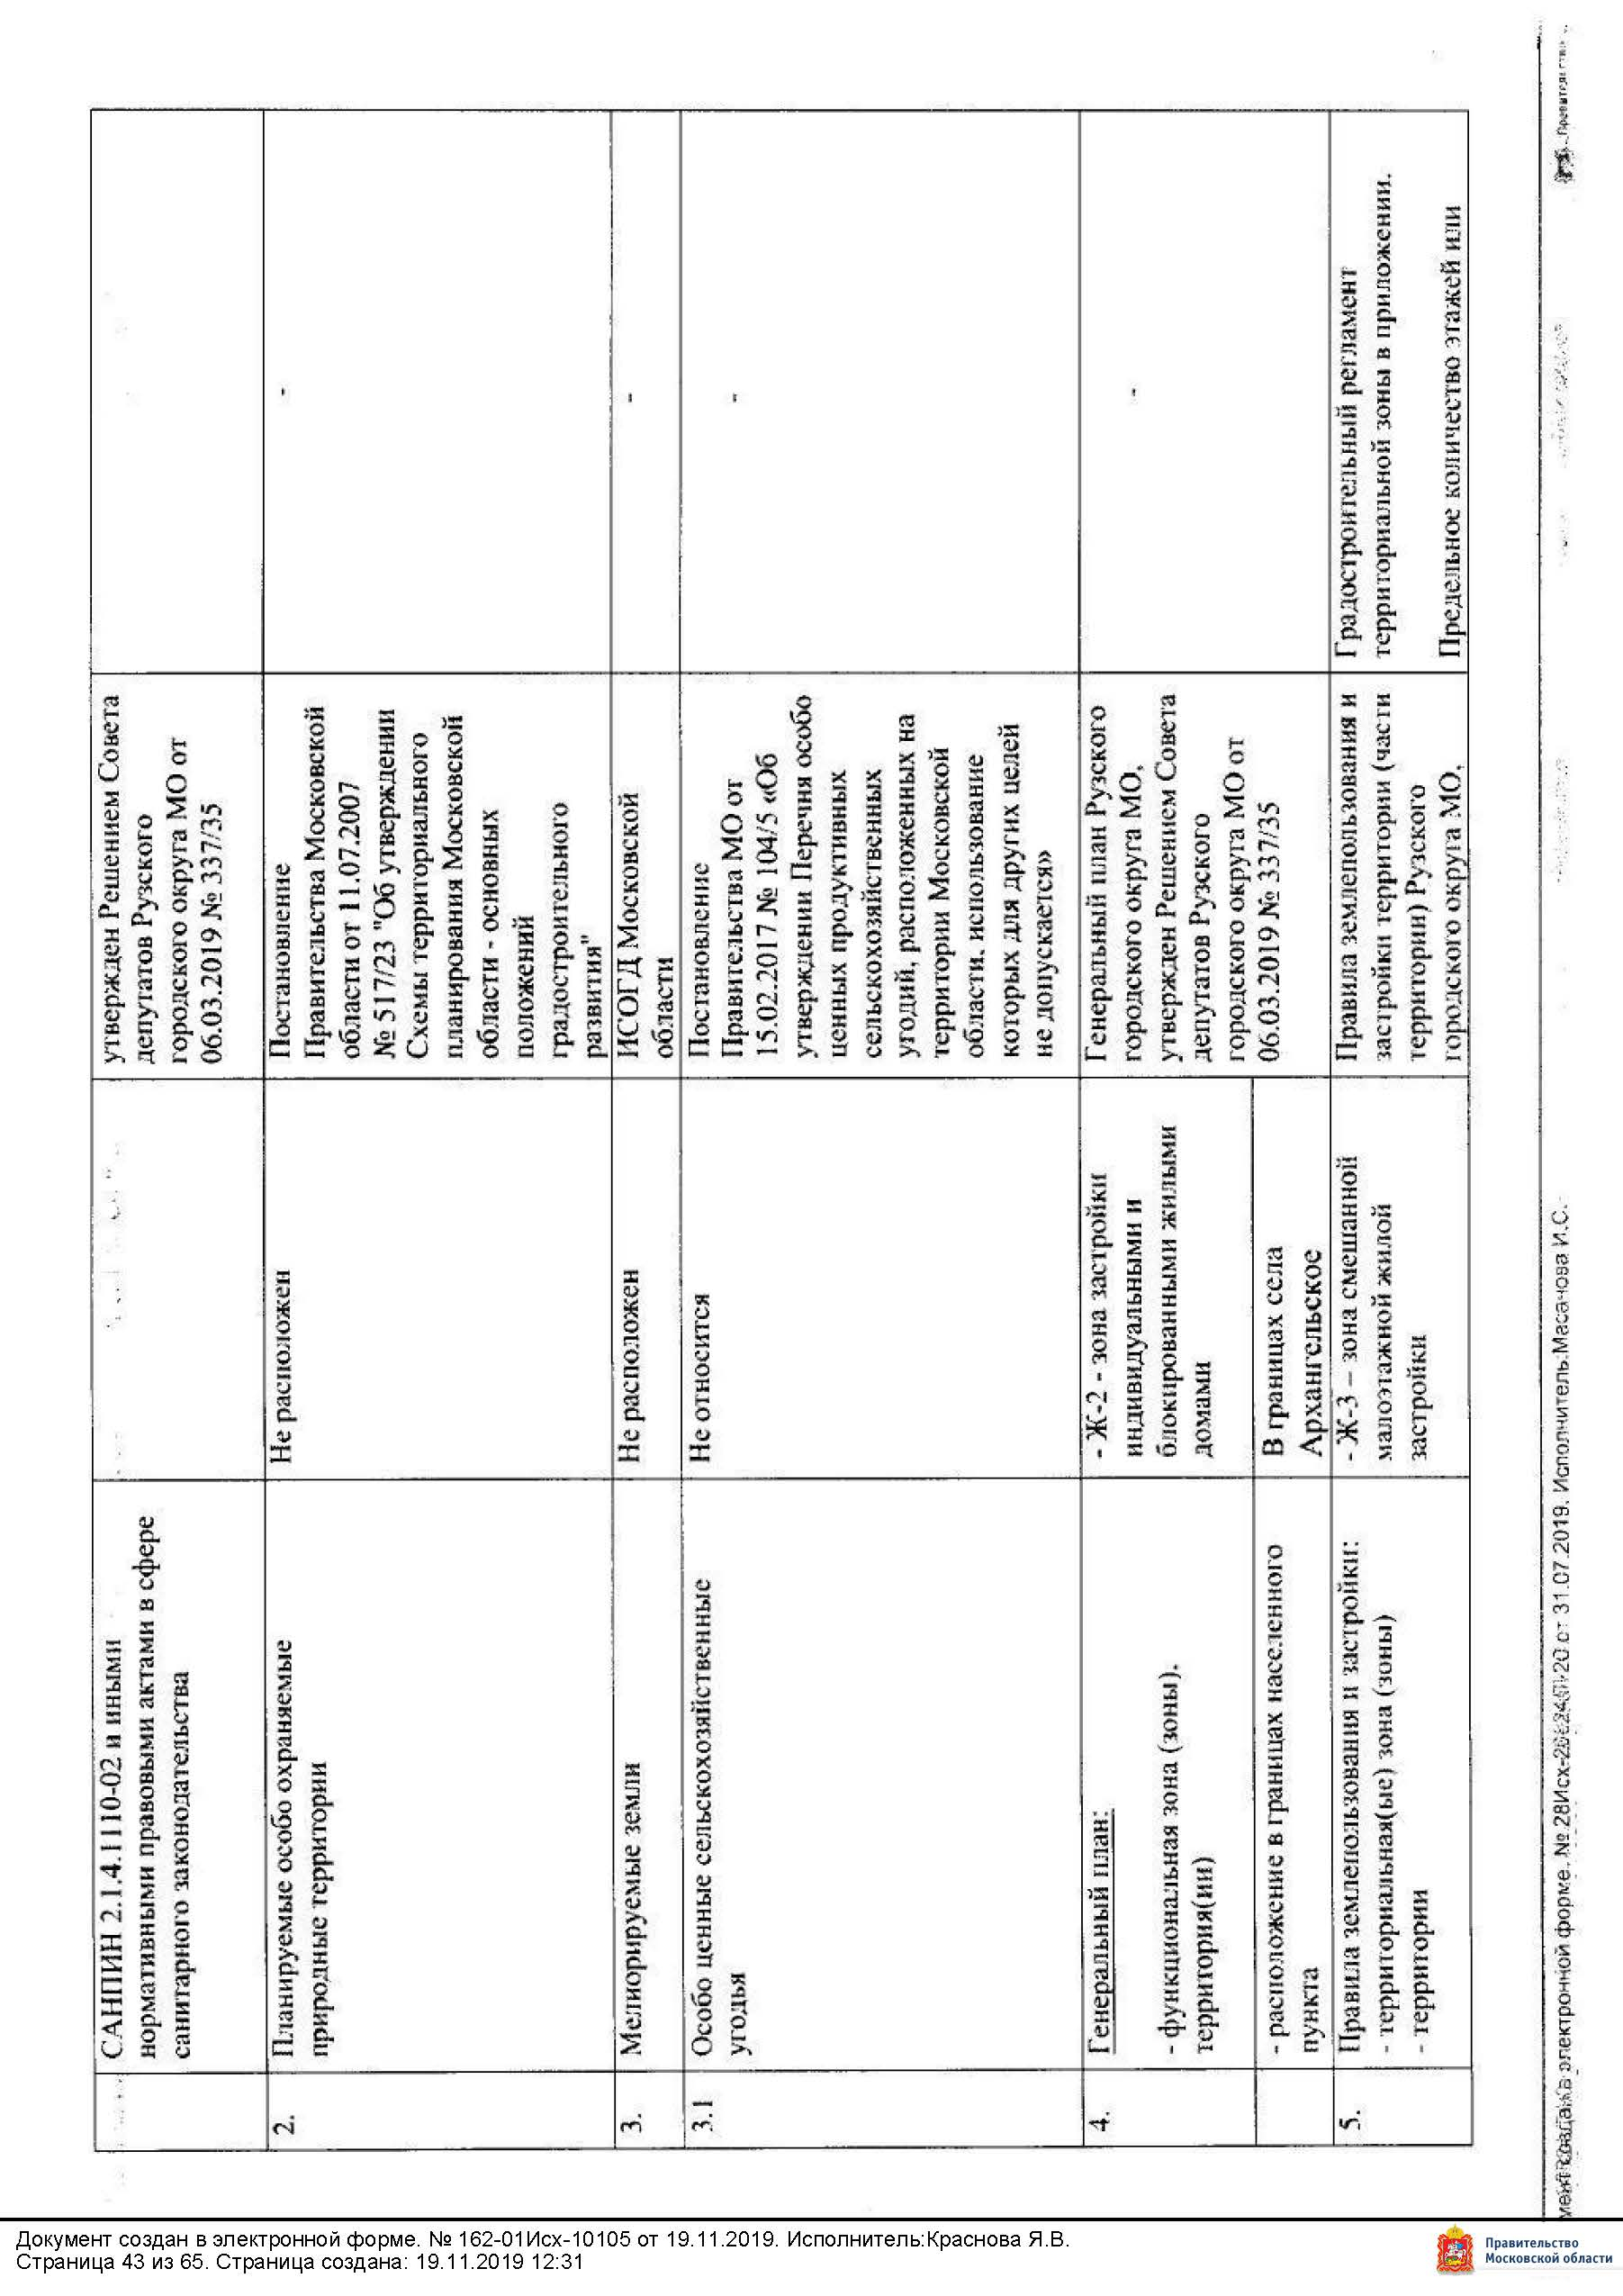 САНПИН 2.1.4.1110-02 и иными
нормативными правовыми актами в сфере
санитарного законодательства
утвержден Решением Совета
депутатов Рузского
городского округа МО от
06.03.2019 № 337/35
2.
Планируемые особо охраняемые
природные территории
Не расположен
Постановление
Правительства Московской
области от 11.07.2007
№ 517/23 "Об утверждении
Схемы территориального
планирования Московской
области - основных
положений
градостроительного
развития"
-
3.
Мелиорируемые земли
Не расположен
ИСОГД Московской
области
-
3.1
Особо ценные сельскохозяйственные
угодья
Не относится
Постановление
Правительства МО от
15.02.2017 № 104/5 «Об
утверждении Перечня особо
ценных продуктивных
сельскохозяйственных
угодий, расположенных на
территории Московской
области, использование
которых для других целей
не допускается»
-
4.
Генеральный план:
- функциональная зона (зоны),
территория(ии)
- Ж-2 - зона застройки
индивидуальными и
блокированными жилыми
домами
Генеральный план Рузского
городского округа МО,
утвержден Решением Совета
депутатов Рузского
городского округа МО от
06.03.2019 № 337/35
-
- расположение в границах населенного
пункта
В границах села
Архангельское
5.
Правила землепользования и застройки:
- территориальная(ые) зона (зоны)
- территории
- Ж-3 – зона смешанной
малоэтажной жилой
застройки
Правила землепользования и
застройки территории (части
территории) Рузского
городского округа МО,
Градостроительный регламент
территориальной зоны в приложении.
Предельное количество этажей или
электронной форме. № от 31.07.2019. Исполнитель:Масачова И.С.
Документ создан в электронной форме. № 162-01Исх-10105 от 19.11.2019. Исполнитель:Краснова Я.В.
Страница 43 из 65. Страница создана: 19.11.2019 12:31
Правительство
Московской области